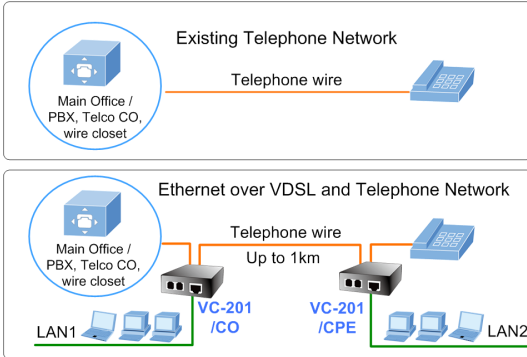 Existing Telephone Network
Telephone wire
Main Office /
PBX, Telco CO,
wire closet
Ethernet over VDSL and Telephone Network
Telephone wire
Up to 1km
Main Office /
PBX, Telco CO,
wire closet
VC-201
/CO
VC-201
/CPE
LAN1
LAN2